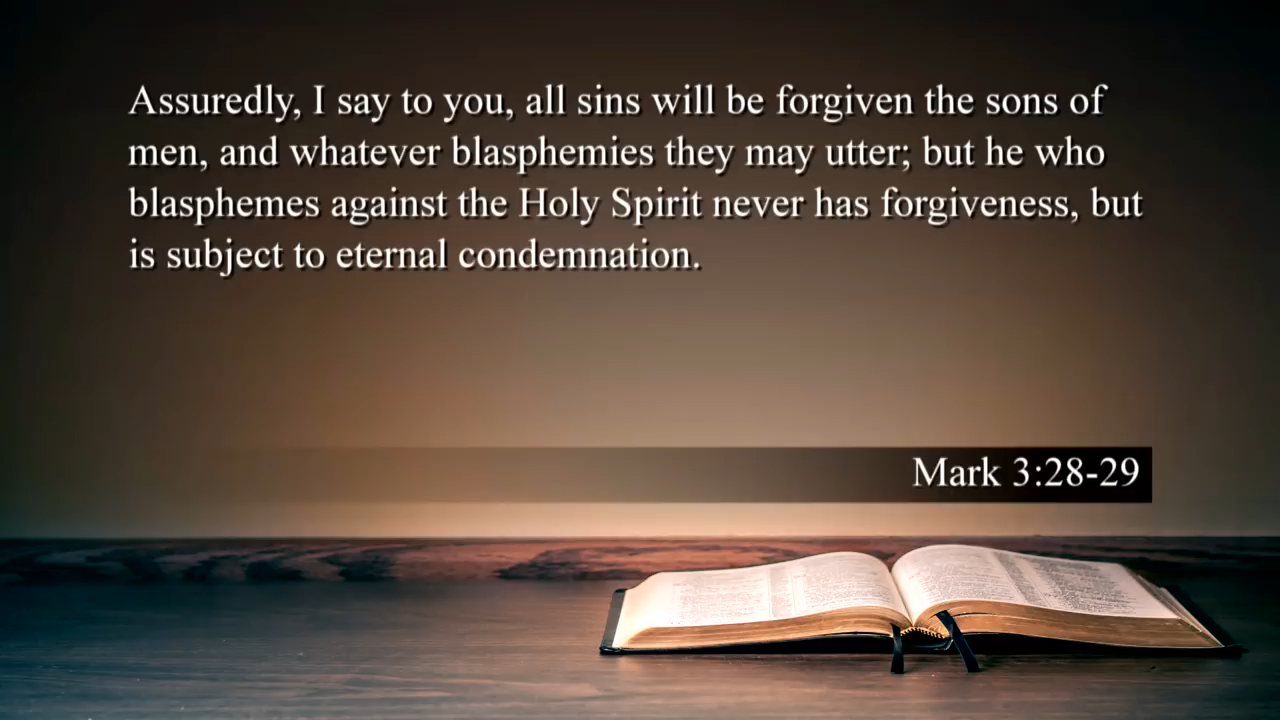 Assuredly, I say to you, all sins will be forgiven the sons of
men, and whatever blasphemies they may utter; but he who
blasphemes against the Holy Spirit never has forgiveness, but
is subject to eternal condemnation.
Mark 3:28-29